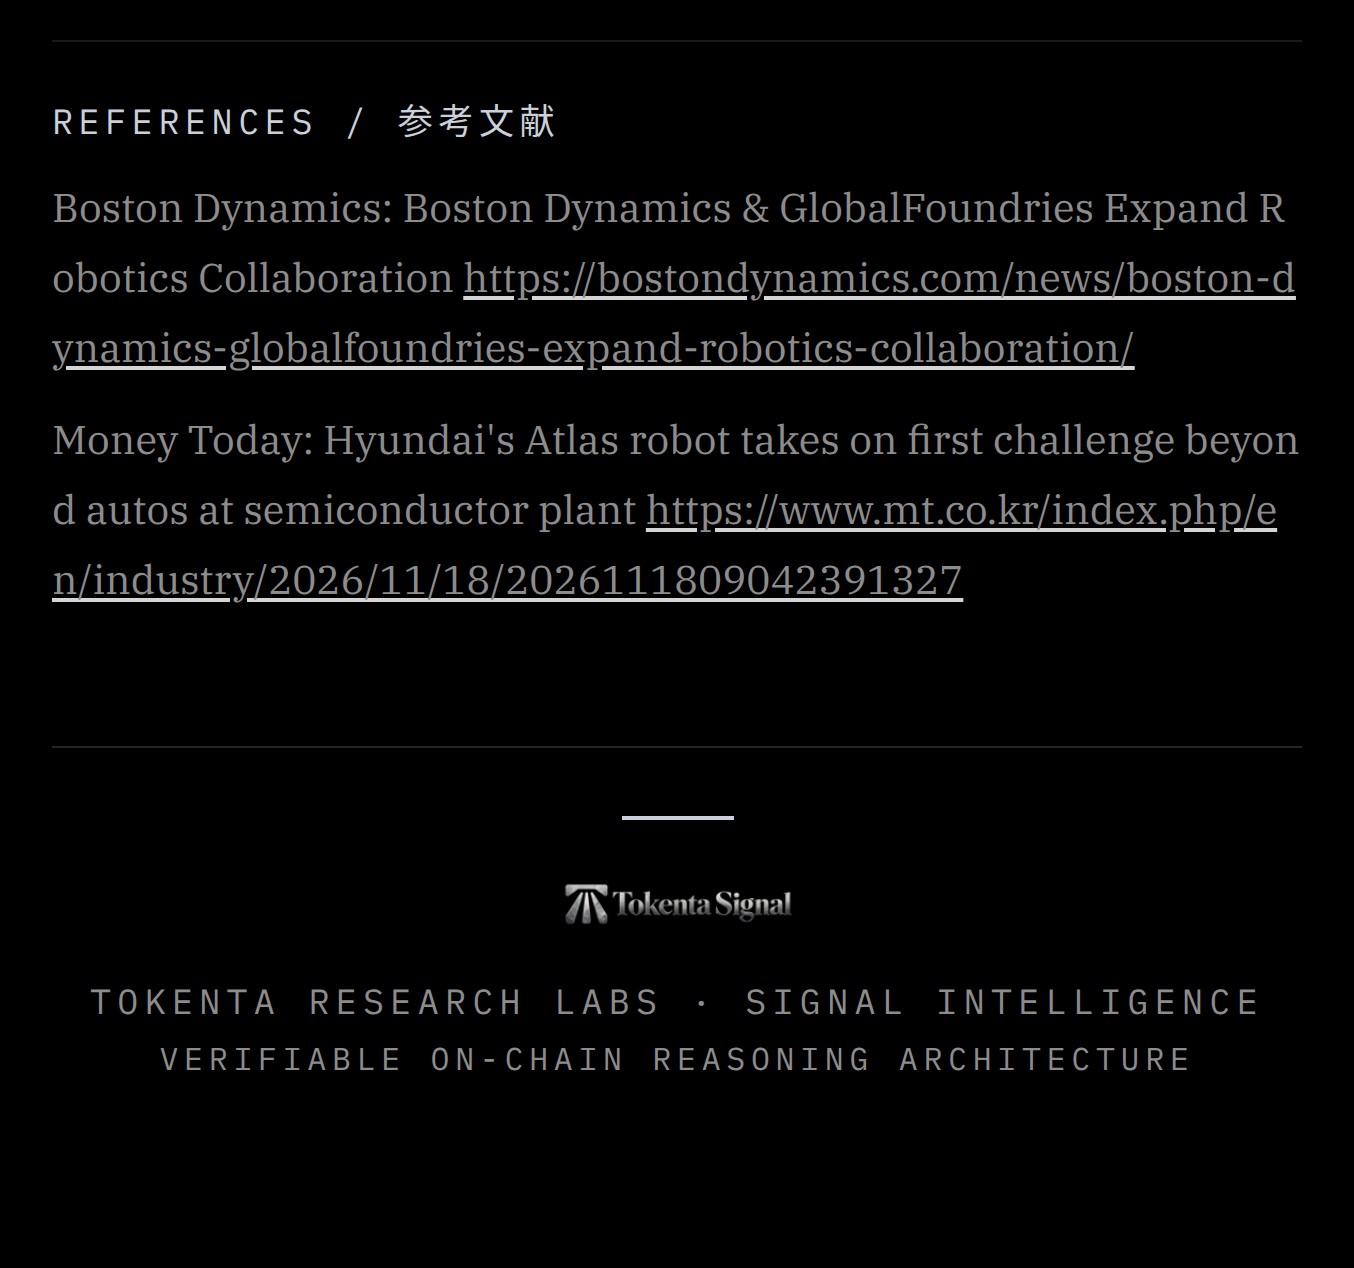 REFERENCES / 参考文献
Boston Dynamics: Boston Dynamics & GlobalFoundries Expand R
obotics Collaboration https://bostondynamics.com/news/boston-d
ynamics-globalfoundries-expand-robotics-collaboration/
Money Today: Hyundai's Atlas robot takes on first challenge beyon
d autos at semiconductor plant https://www.mt.co.kr/index.php/e
n/industry/2026/11/18/2026111809042391327
Tokenta Signal
TOKENTA RESEARCH LABS · SIGNAL INTELLIGENCE
VERIFIABLE ON-CHAIN REASONING ARCHITECTURE